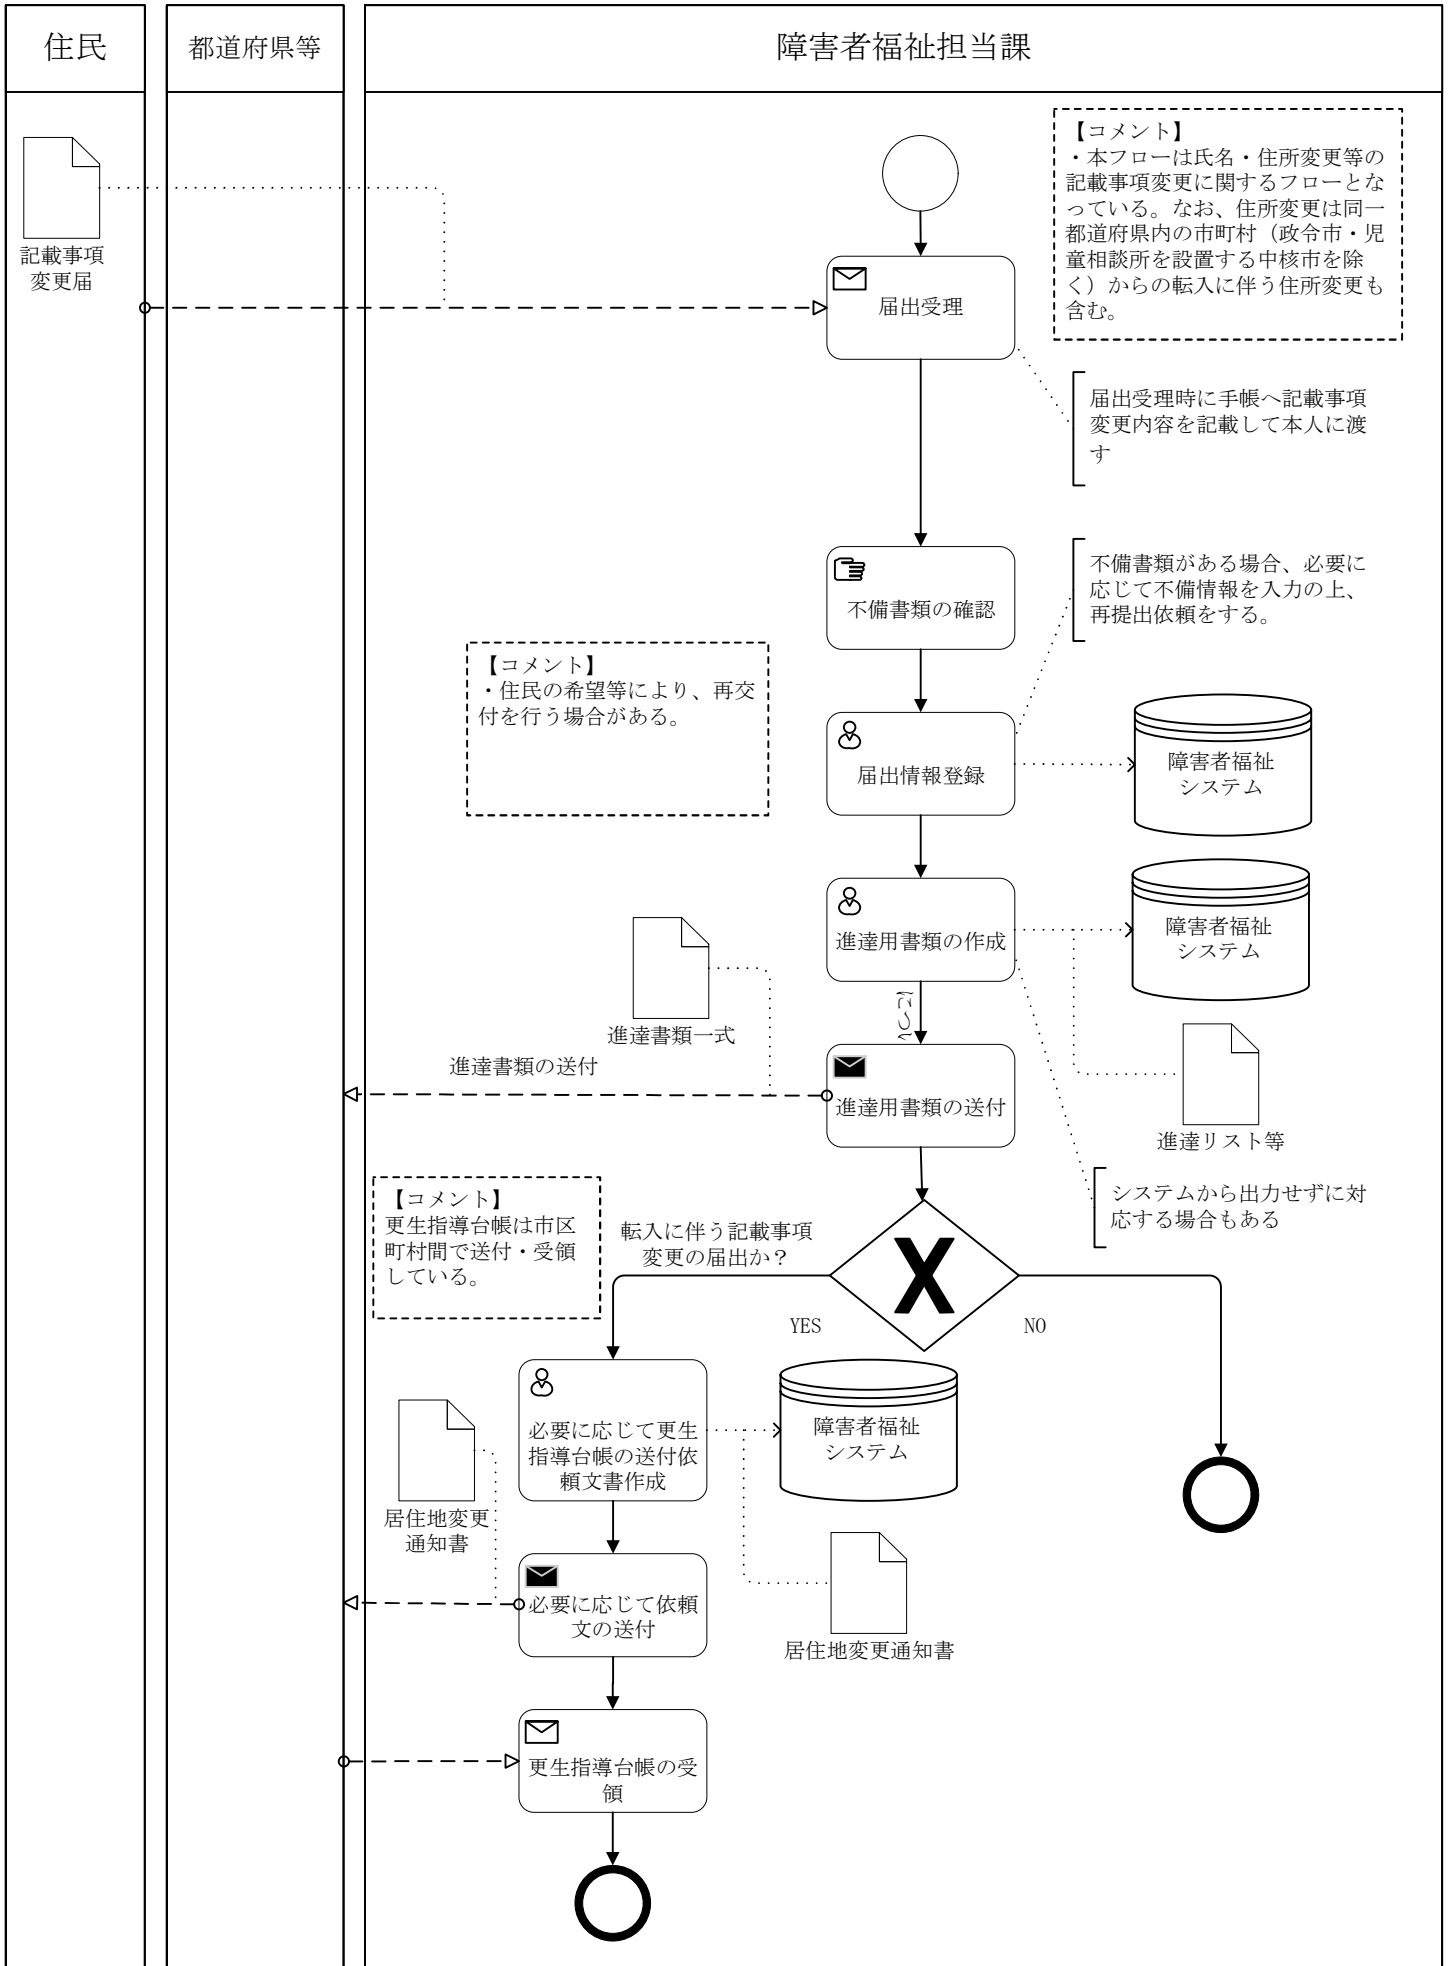 住民
都道府県等
障害者福祉担当課
記載事項
変更届
【コメント】
・本フローは氏名・住所変更等の
記載事項変更に関するフローとな
っている。なお、住所変更は同一
都道府県内の市町村（政令市・児
童相談所を設置する中核市を除
く）からの転入に伴う住所変更も
含む。
届出受理
届出受理時に手帳へ記載事項
変更内容を記載して本人に渡
す
不備書類の確認
不備書類がある場合、必要に
応じて不備情報を入力の上、
再提出依頼をする。
【コメント】
・住民の希望等により、再交
付を行う場合がある。
届出情報登録
障害者福祉
システム
進達用書類の作成
障害者福祉
システム
進達書類一式
進達書類の送付
進達用書類の送付
進達リスト等
システムから出力せずに対
応する場合もある
【コメント】
更生指導台帳は市区
町村間で送付・受領
している。
転入に伴う記載事項
変更の届出か？
YES
NO
必要に応じて更生
指導台帳の送付依
頼文書作成
障害者福祉
システム
居住地変更
通知書
必要に応じて依頼
文の送付
居住地変更通知書
更生指導台帳の受
領